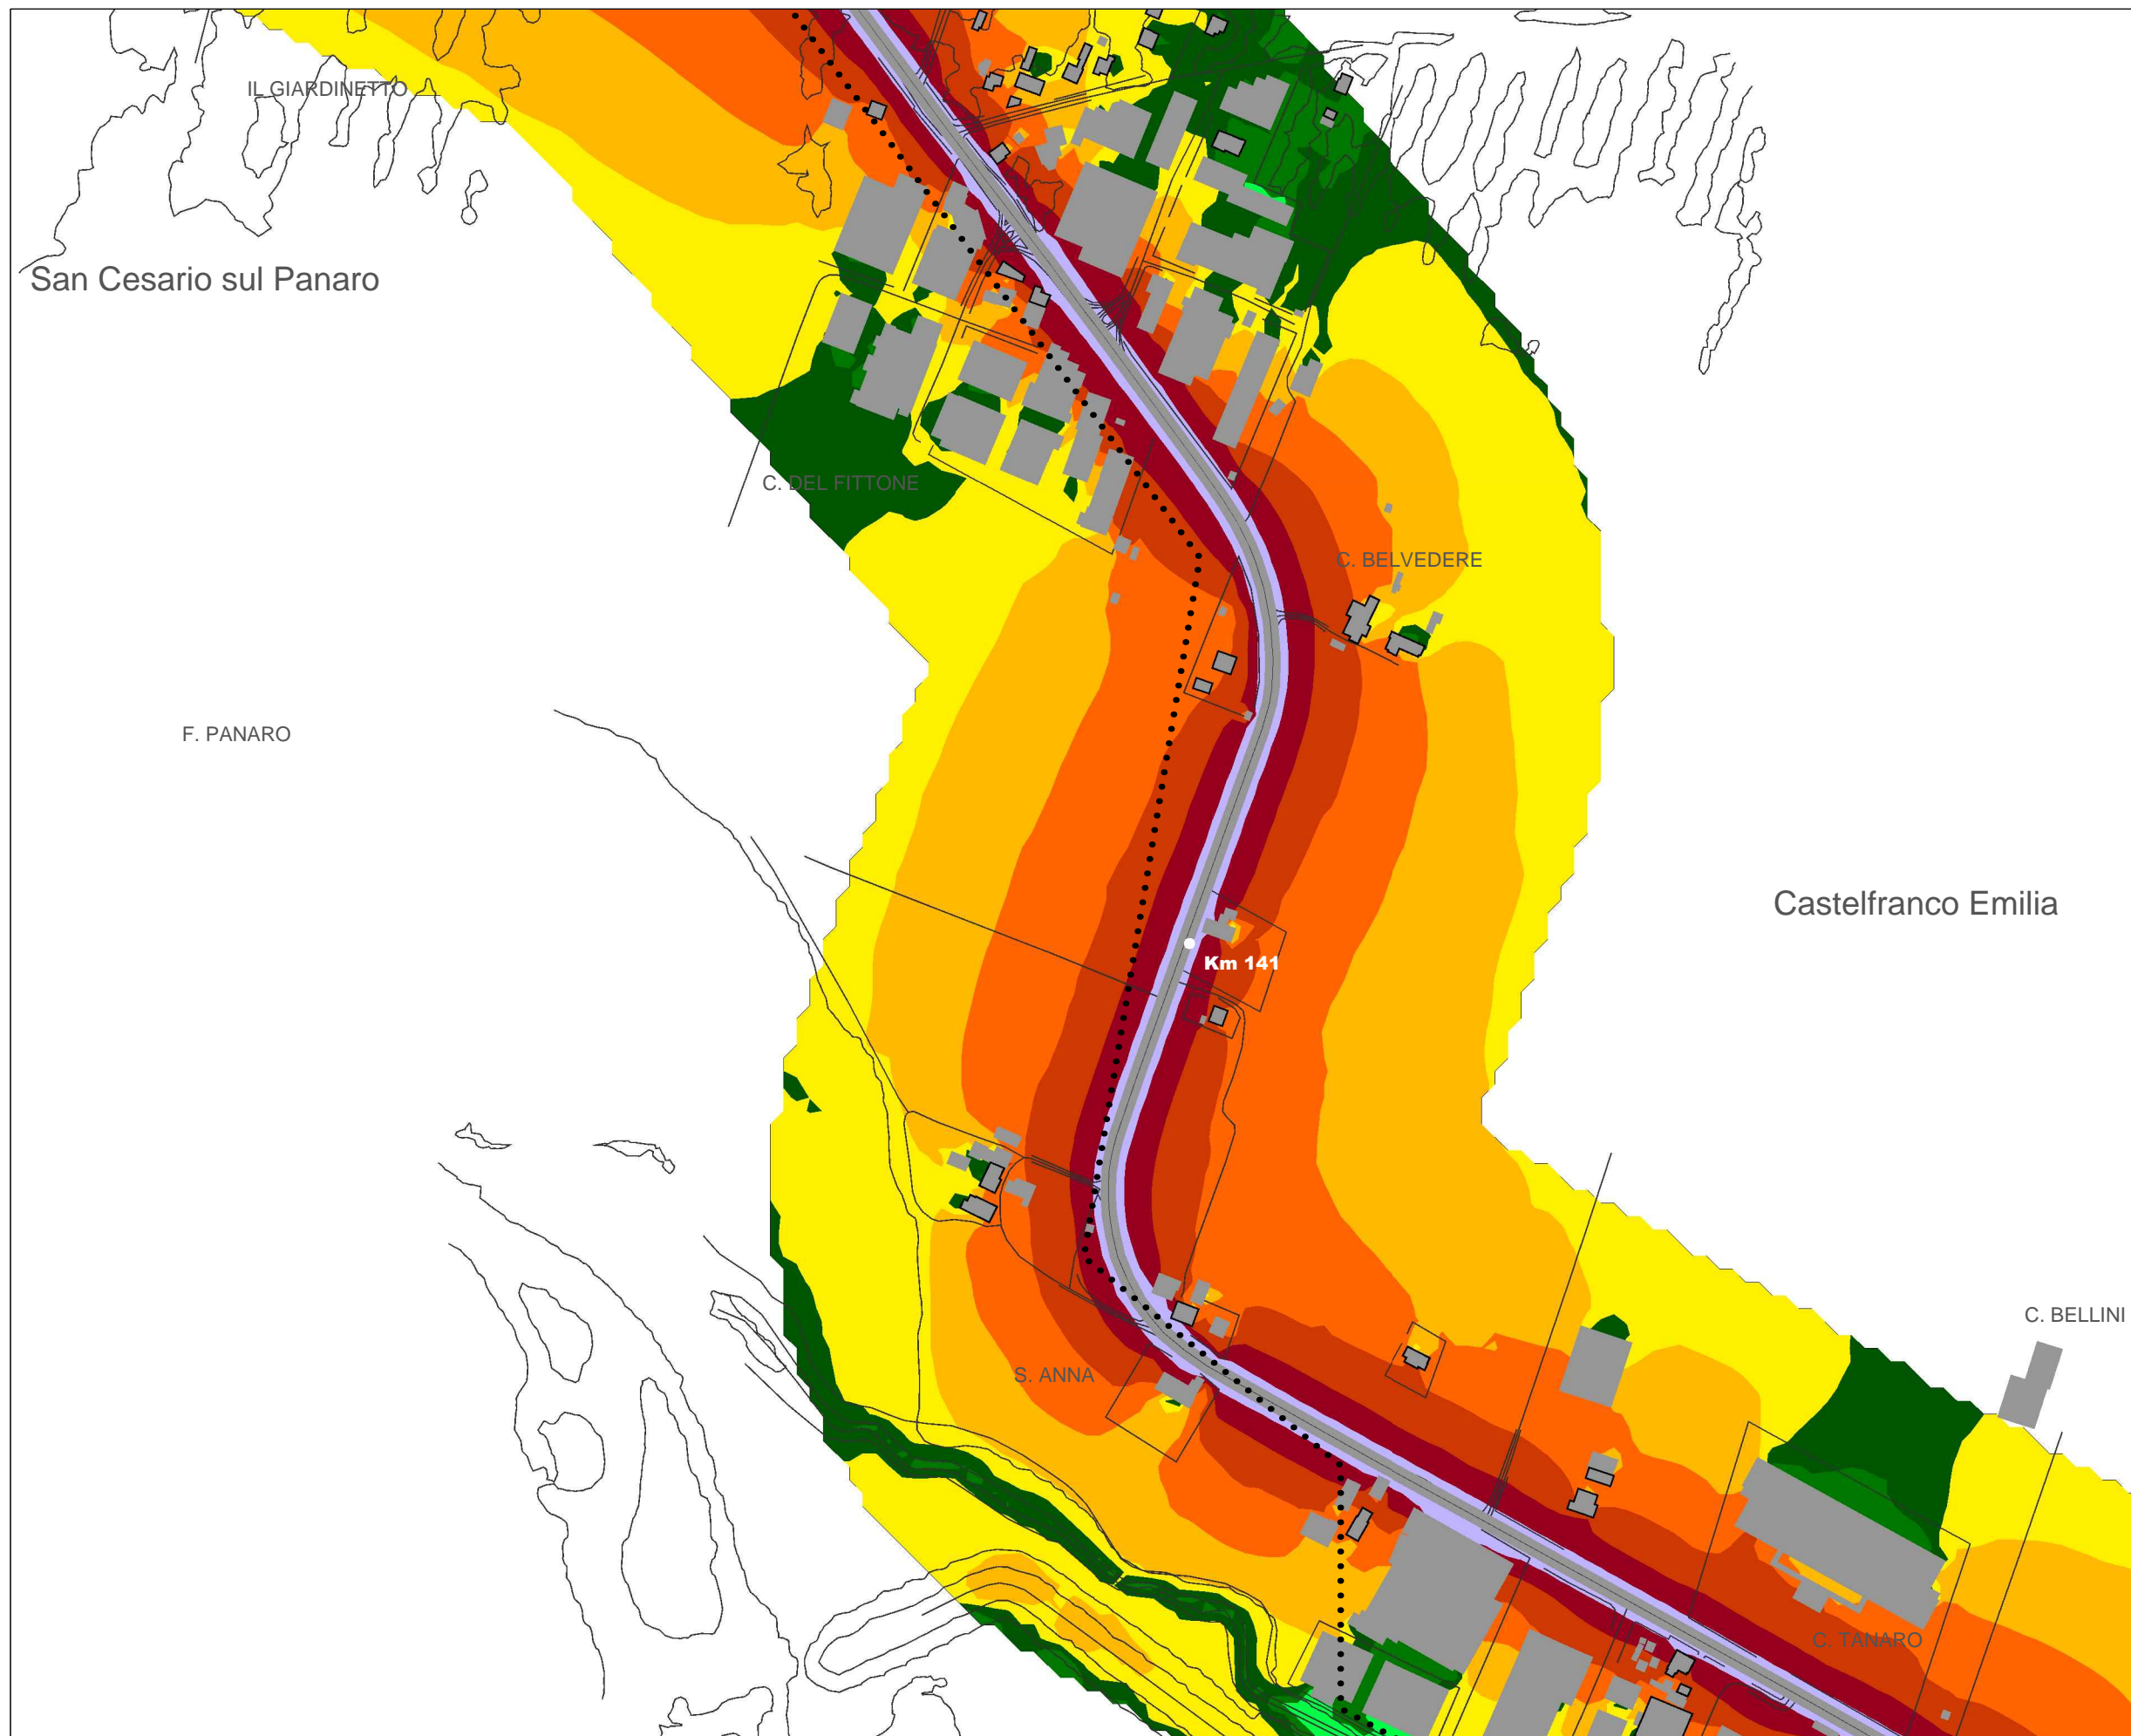 IL GIARDINETTO
San Cesario sul Panaro
C. DEL FITTONE
C. BELVEDERE
F. PANARO
Castelfranco Emilia
Km 141
C. BELLINI
S. ANNA
C. TANARO